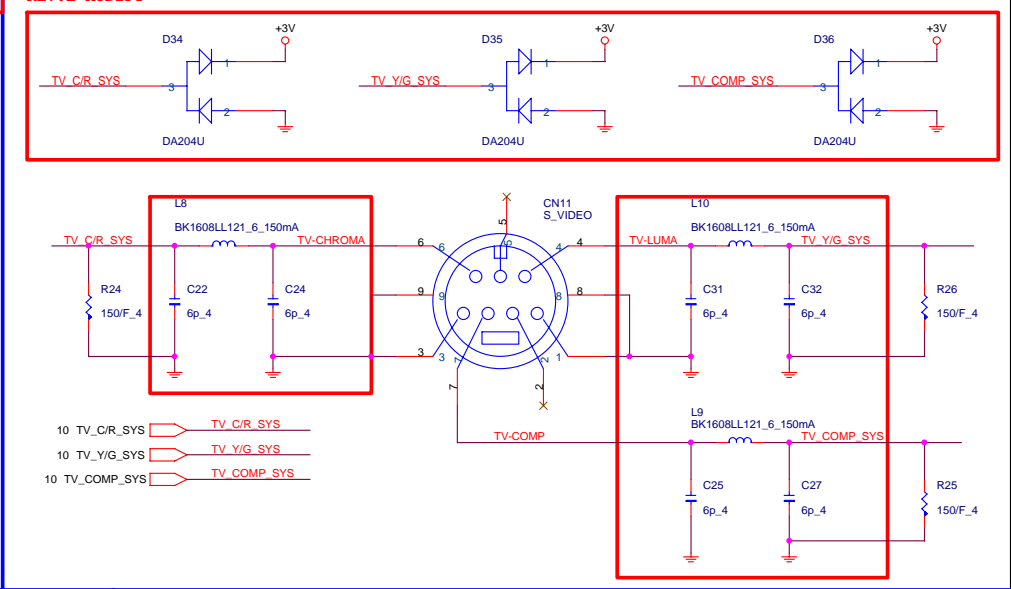 +3V +3V +3V
D34 D35 D36
1 1 1
TV_C/R_SYS 3 TV_Y/G_SYS 3 TV_COMP_SYS 3
2 2 2
DA204U DA204U DA204U
L8 CN11 L10
S_VIDEO
BK1608LL121_6_150mA 5 BK1608LL121_6_150mA
5
TV_C/R_SYS TV-CHROMA 6 6 4 4 TV-LUMA TV_Y/G_SYS
R24 C22 C24 9 9 8 8 C31 C32 R26
150/F_4 6p_4 6p_4 6p_4 6p_4 150/F_4
3 3 7 2 1
7 2
L9
BK1608LL121_6_150mA
10 TV_C/R_SYS TV_C/R_SYS
TV-COMP TV_COMP_SYS
10 TV_Y/G_SYS TV_Y/G_SYS
10 TV_COMP_SYS TV_COMP_SYS
C25 C27 R25
6p_4 6p_4 150/F_4